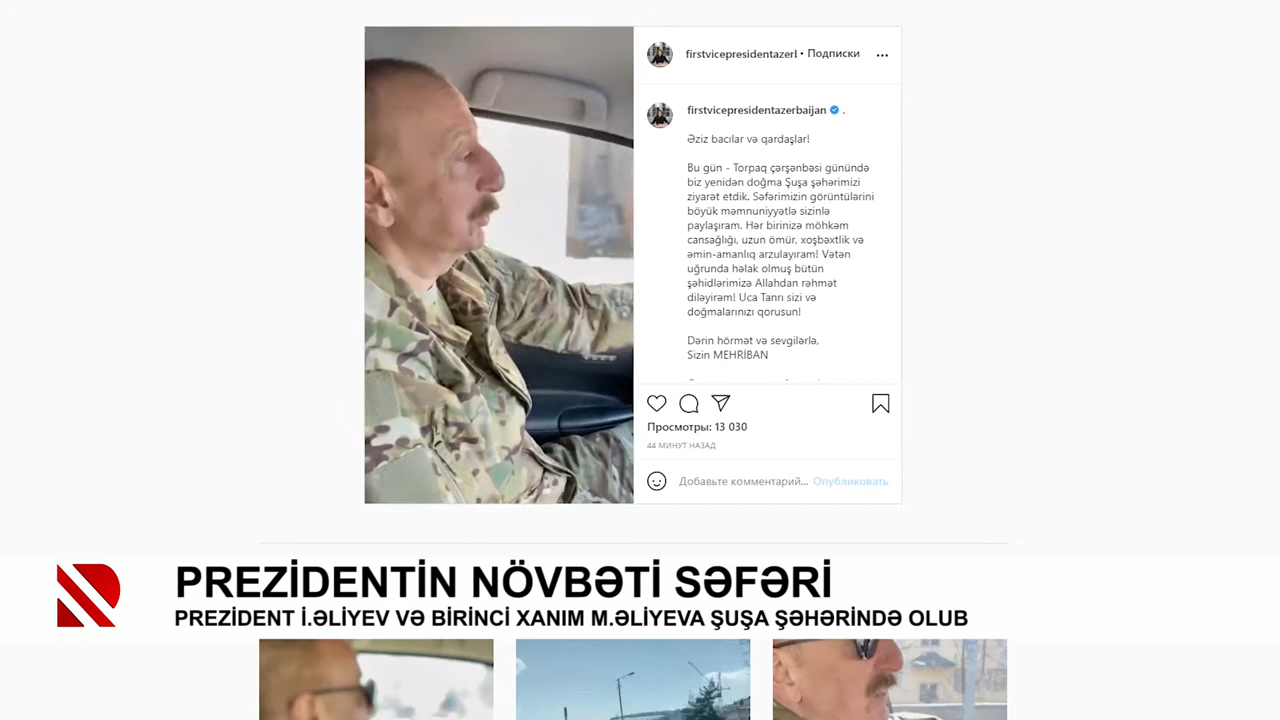 firstvicepresidentazerl • Подписки
firstvicepresidentazerbaijan .
Əziz bacılar və qardaşlar!
Bu gün - Torpaq çərşənbəsi günündə
biz yenidən doğma Şuşa şəhərimizi
ziyarət etdik. Səfərimizin görüntülərini
böyük məmnuniyyətlə sizinlə
paylaşıram. Hər birinizə möhkəm
cansağlığı, uzun ömür, xoşbəxtlik və
əmin-amanlıq arzulayıram! Vətən
uğrunda həlak olmuş bütün
şəhidlərimizə Allahdan rəhmət
diləyirəm! Uca Tanrı sizi və
doğmalarınızı qorusun!
Dərin hörmət və sevgilərlə,
Sizin MEHRİBAN
Просмотры: 13 030
44 МИНУТ НАЗАД
Добавьте комментарий... Опубликовать
PREZİDENTİN NÖVBƏTİ SƏFƏRİ
PREZİDENT İ.ƏLİYEV VƏ BİRİNCİ XANIM M.ƏLİYEVA ŞUŞA ŞƏHƏRİNDƏ OLUB